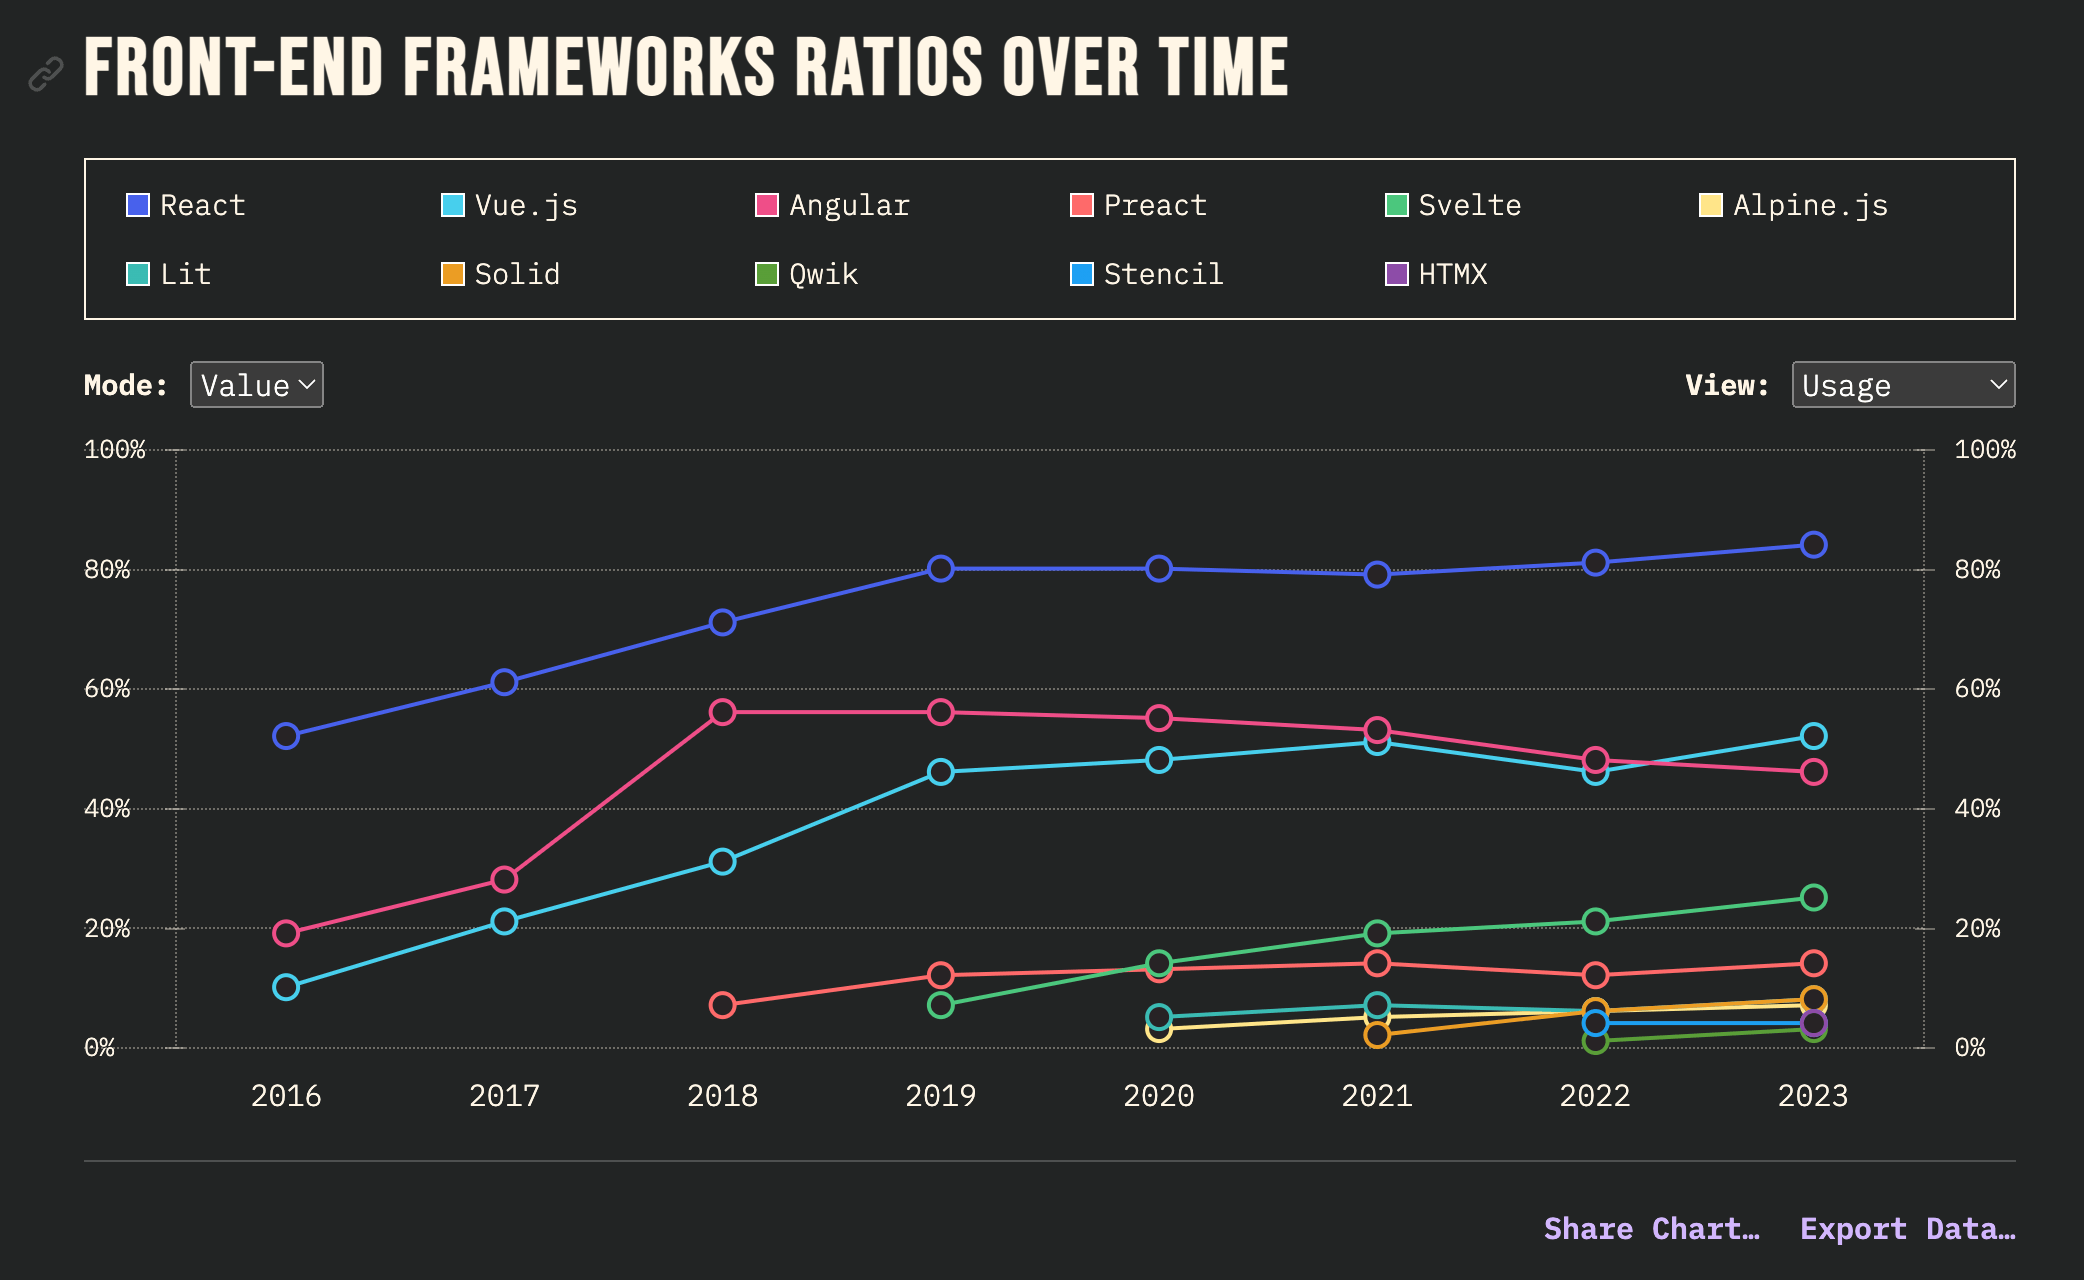 FRONT-END FRAMEWORKS RATIOS OVER TIME
React Vue.js Angular Preact Svelte Alpine.js
Lit Solid Qwik Stencil HTMX
Mode: Value View: Usage
100% 100%
80% 80%
60% 60%
40% 40%
20% 20%
0% 0%
2016 2017 2018 2019 2020 2021 2022 2023
Share Chart… Export Data…